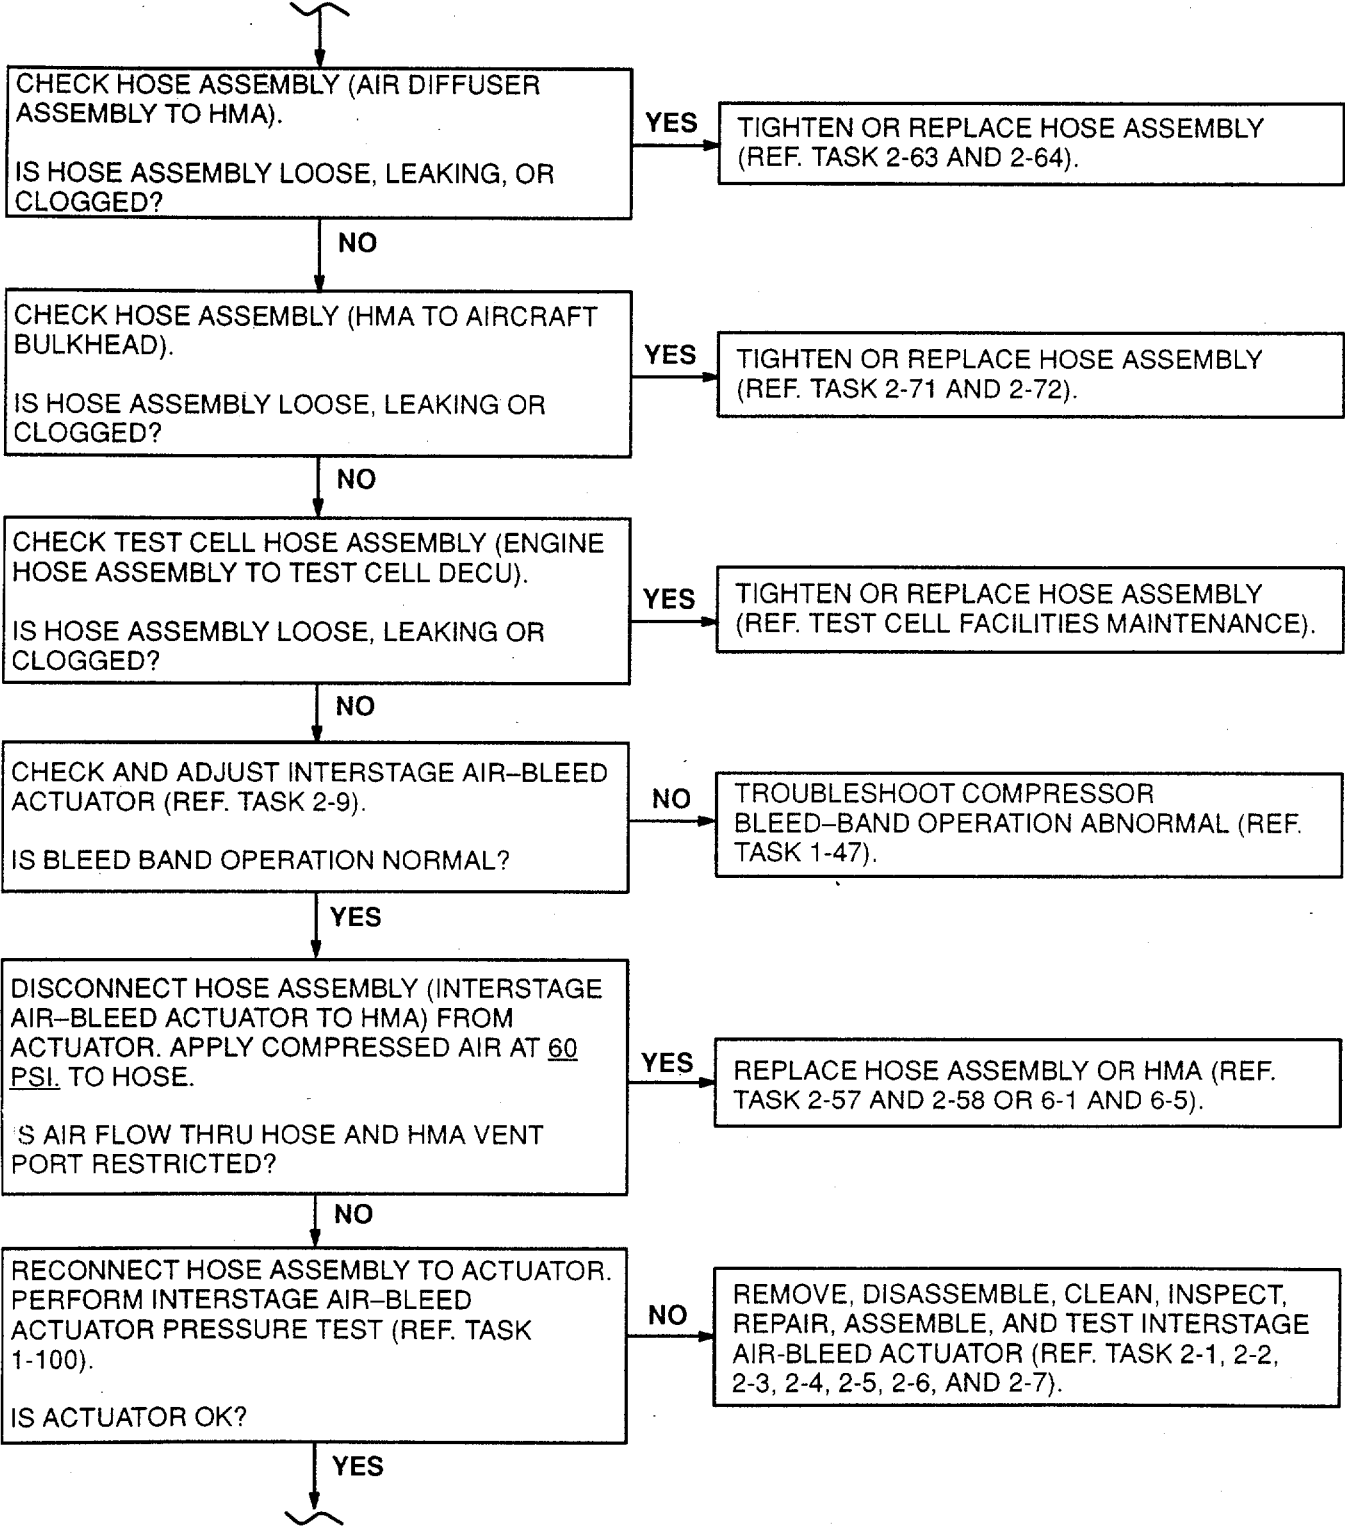 CHECK HOSE ASSEMBLY (AIR DIFFUSER
ASSEMBLY TO HMA).
IS HOSE ASSEMBLY LOOSE, LEAKING, OR
CLOGGED?
YES
TIGHTEN OR REPLACE HOSE ASSEMBLY
(REF. TASK 2-63 AND 2-64).
NO
CHECK HOSE ASSEMBLY (HMA TO AIRCRAFT
BULKHEAD).
IS HOSE ASSEMBLY LOOSE, LEAKING OR
CLOGGED?
YES
TIGHTEN OR REPLACE HOSE ASSEMBLY
(REF. TASK 2-71 AND 2-72).
NO
CHECK TEST CELL HOSE ASSEMBLY (ENGINE
HOSE ASSEMBLY TO TEST CELL DECU).
IS HOSE ASSEMBLY LOOSE, LEAKING OR
CLOGGED?
YES
TIGHTEN OR REPLACE HOSE ASSEMBLY
(REF. TEST CELL FACILITIES MAINTENANCE).
NO
CHECK AND ADJUST INTERSTAGE AIR–BLEED
ACTUATOR (REF. TASK 2-9).
IS BLEED BAND OPERATION NORMAL?
NO
TROUBLESHOOT COMPRESSOR
BLEED–BAND OPERATION ABNORMAL (REF.
TASK 1-47).
YES
DISCONNECT HOSE ASSEMBLY (INTERSTAGE
AIR–BLEED ACTUATOR TO HMA) FROM
ACTUATOR. APPLY COMPRESSED AIR AT 60
PSI. TO HOSE.
'S AIR FLOW THRU HOSE AND HMA VENT
PORT RESTRICTED?
YES
REPLACE HOSE ASSEMBLY OR HMA (REF.
TASK 2-57 AND 2-58 OR 6-1 AND 6-5).
NO
RECONNECT HOSE ASSEMBLY TO ACTUATOR.
PERFORM INTERSTAGE AIR–BLEED
ACTUATOR PRESSURE TEST (REF. TASK
1-100).
IS ACTUATOR OK?
NO
REMOVE, DISASSEMBLE, CLEAN, INSPECT,
REPAIR, ASSEMBLE, AND TEST INTERSTAGE
AIR-BLEED ACTUATOR (REF. TASK 2-1, 2-2,
2-3, 2-4, 2-5, 2-6, AND 2-7).
YES